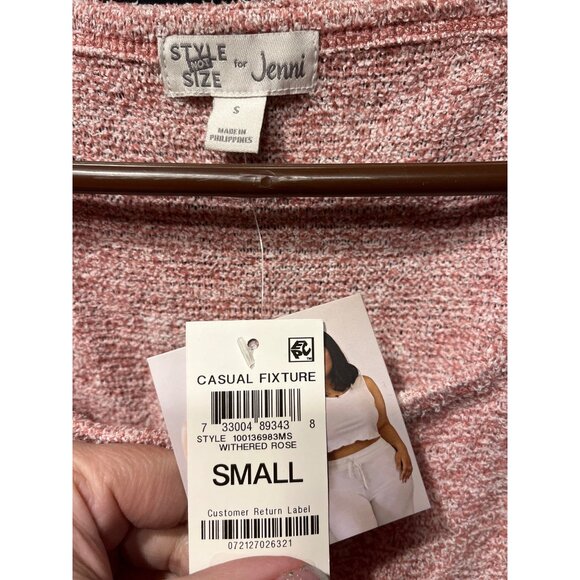 STYLE
NOT
SIZE
for Jenni
S
MADE IN
PHILIPPINES
EPC
CASUAL FIXTURE
7 33004 89343 8
STYLE 100136983MS
WITHERED ROSE
SMALL
Customer Return Label
072127026321